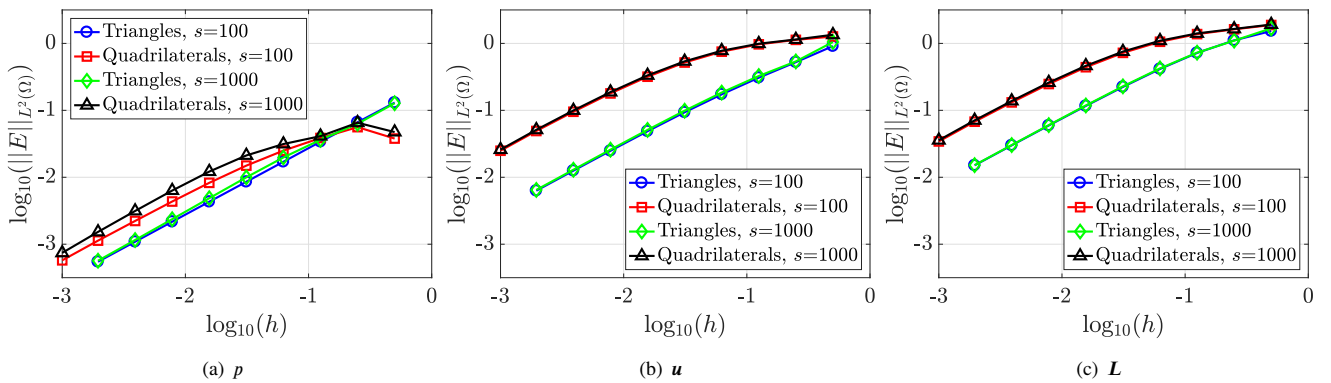 Triangles, s=100
Quadrilaterals, s=100
Triangles, s=1000
Quadrilaterals, s=1000
0
-1
-2
-3
log10(||E||L2(Ω))
-3
-2
-1
0
log10(h)
(a) p
0
-1
-2
-3
log10(||E||L2(Ω))
Triangles, s=100
Quadrilaterals, s=100
Triangles, s=1000
Quadrilaterals, s=1000
-3
-2
-1
0
log10(h)
(b) u
0
-1
-2
-3
log10(||E||L2(Ω))
Triangles, s=100
Quadrilaterals, s=100
Triangles, s=1000
Quadrilaterals, s=1000
-3
-2
-1
0
log10(h)
(c) L